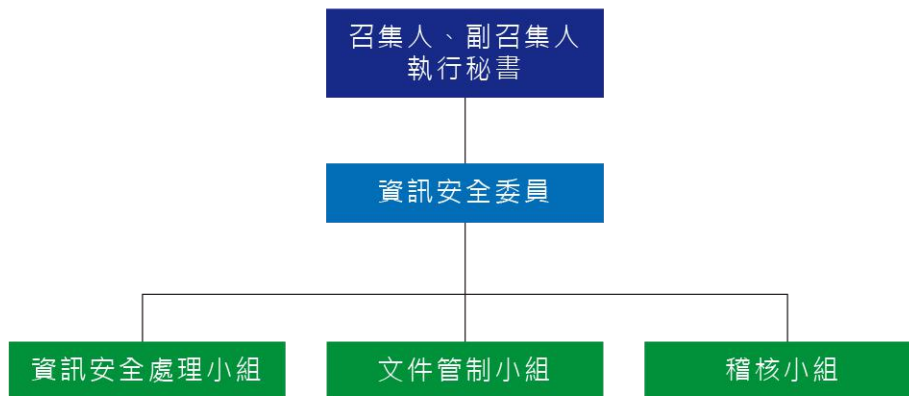 召集人、副召集人
執行秘書
資訊安全委員
資訊安全處理小組
文件管制小組
稽核小組